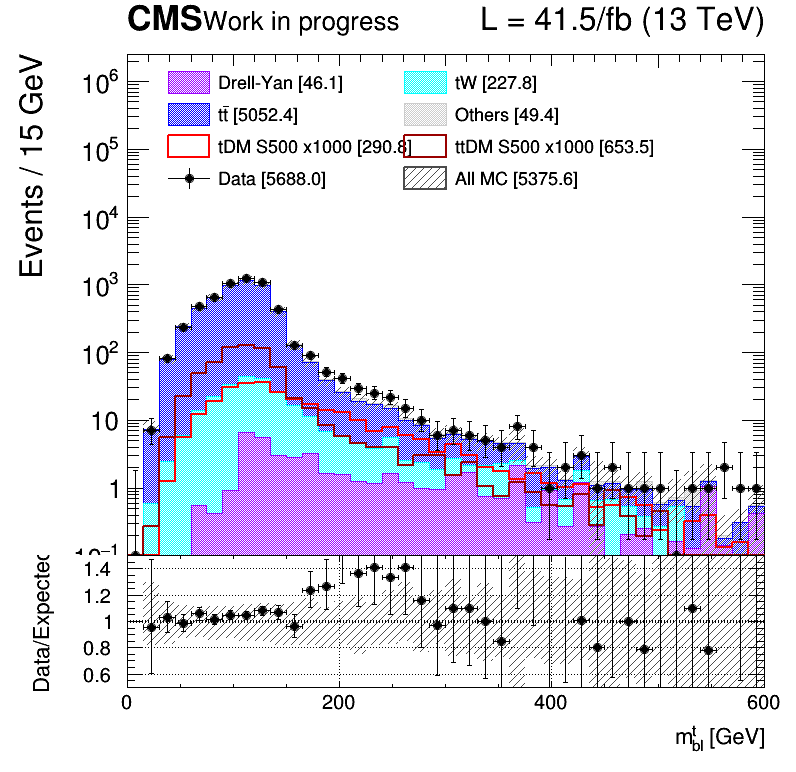 CMS Work in progress L = 41.5/fb (13 TeV)
Events / 15 GeV
Drell-Yan [46.1] tW [227.8]
tt̄ [5052.4] Others [49.4]
tDM S500 x1000 [290.8] ttDM S500 x1000 [653.5]
Data [5688.0] All MC [5375.6]
10⁶
10⁵
10⁴
10³
10²
10
1
10⁻¹
Data/Expected
1.4
1.2
1
0.8
0.6
0 200 400 600
m^t_bl [GeV]